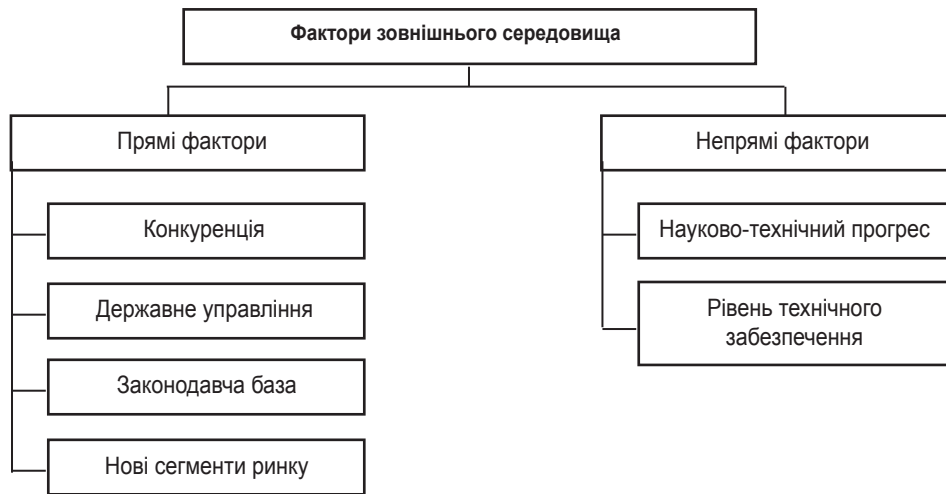 Фактори зовнішнього середовища
Прямі фактори
Конкуренція
Державне управління
Законодавча база
Нові сегменти ринку
Непрямі фактори
Науково-технічний прогрес
Рівень технічного
забезпечення